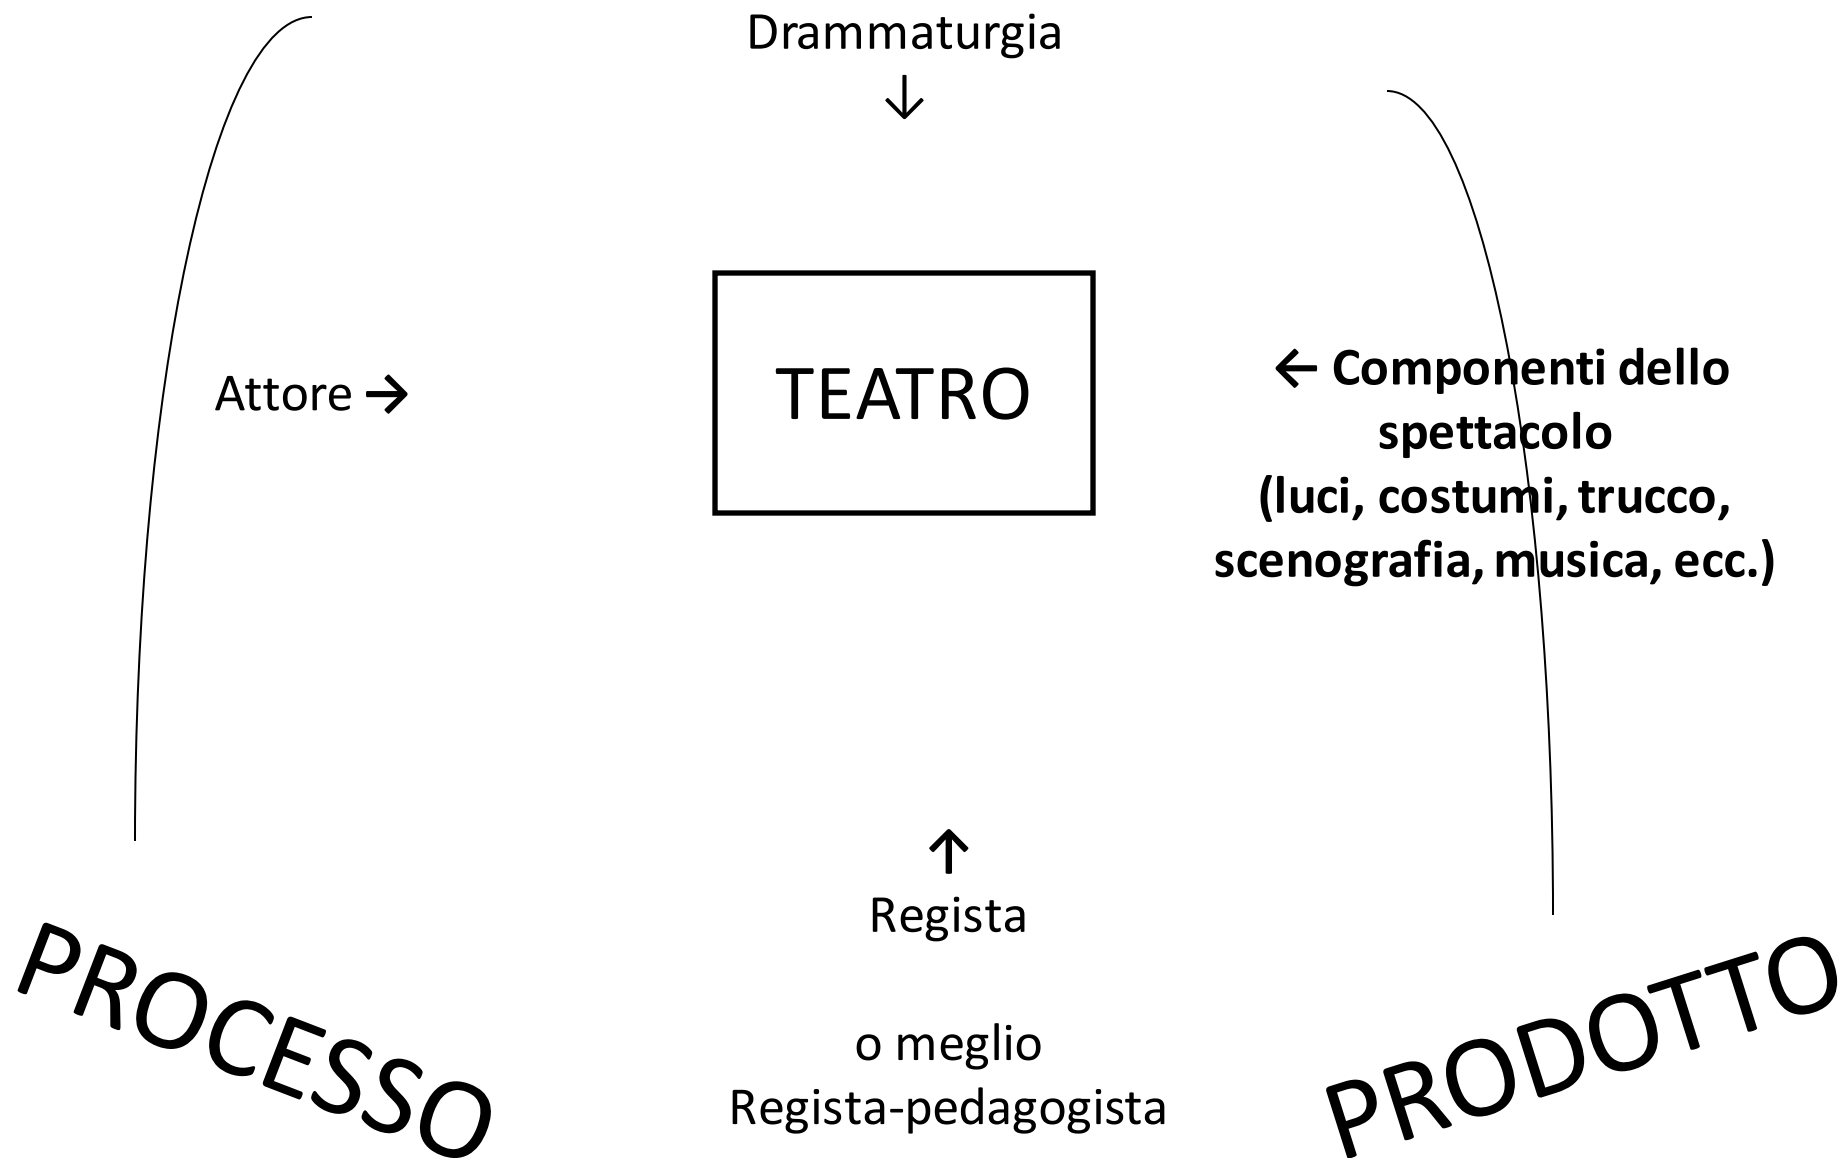 Drammaturgia
↓
TEATRO
Attore →
← Componenti dello
spettacolo
(luci, costumi, trucco,
scenografia, musica, ecc.)
↑
Regista
o meglio
Regista-pedagogista
PROCESSO
PRODOTTO